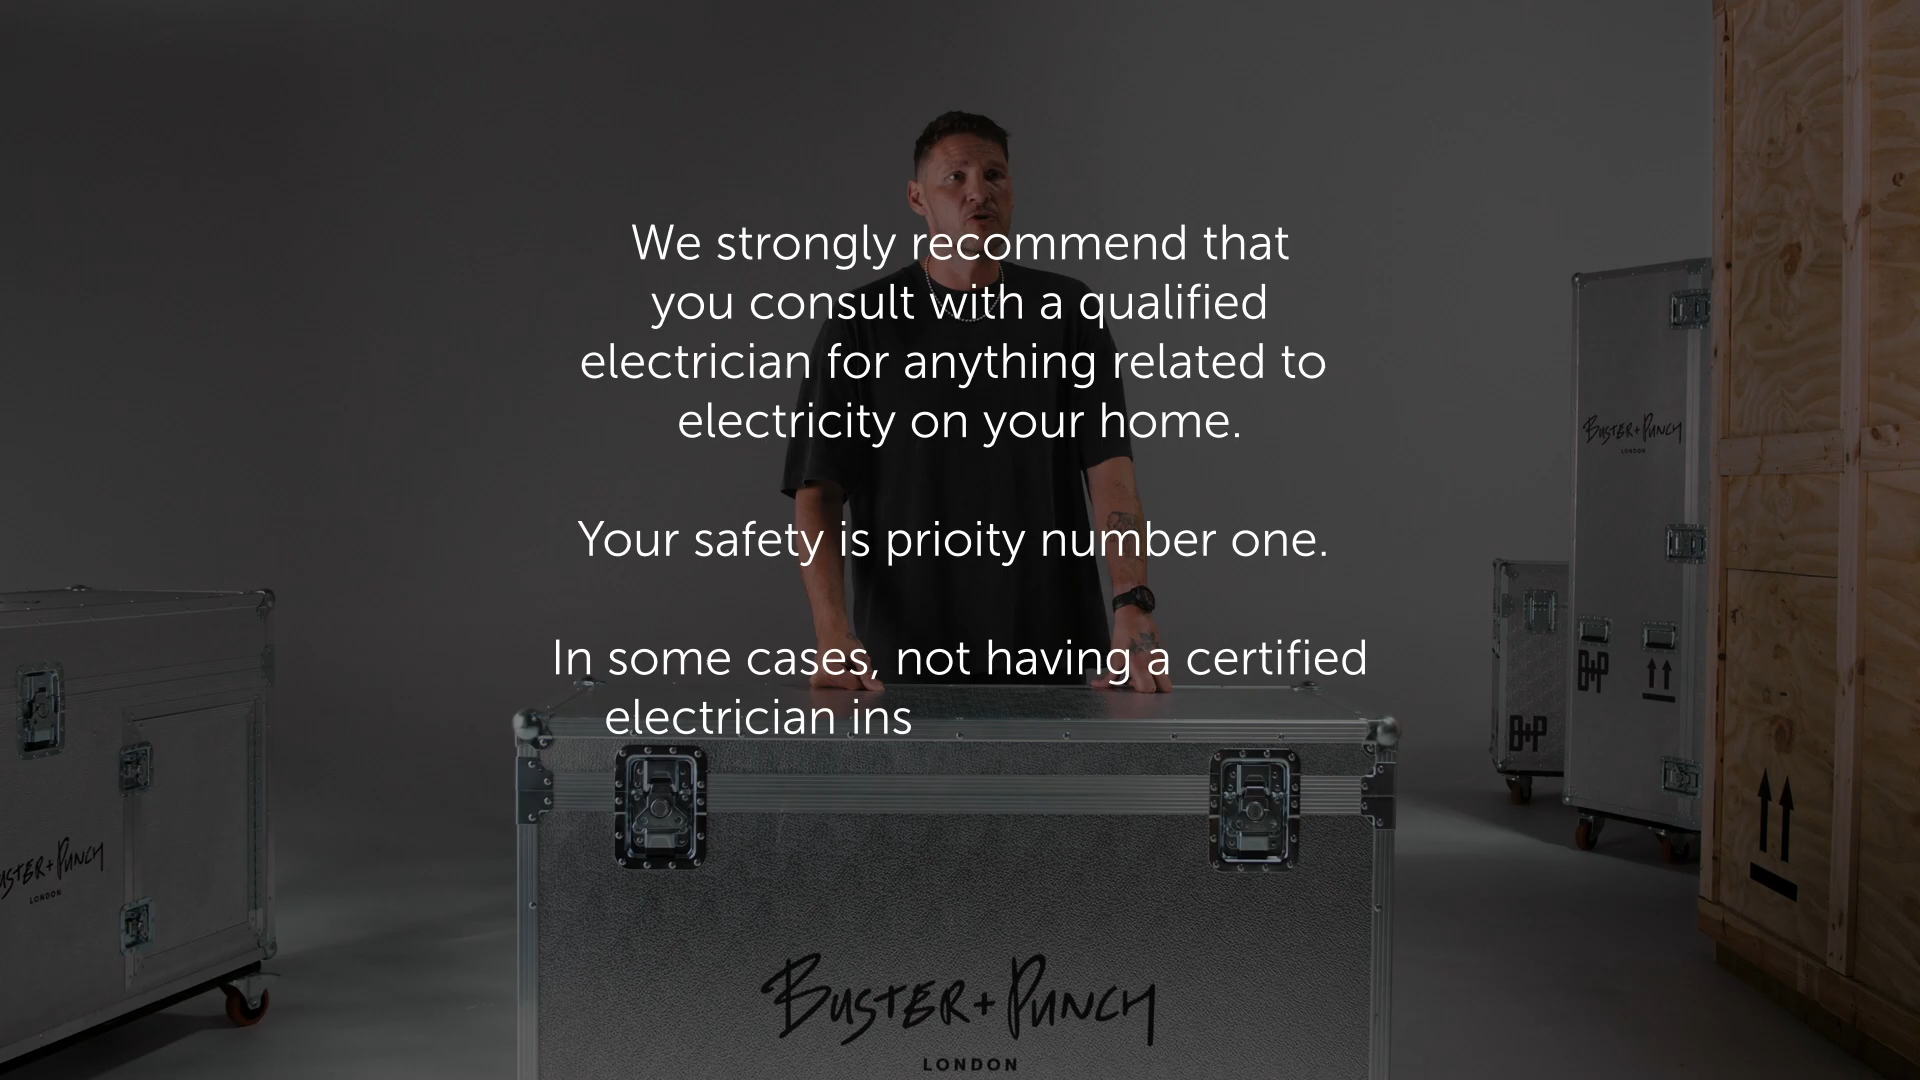 We strongly recommend that
you consult with a qualified
electrician for anything related to
electricity on your home.
Your safety is prioity number one.
In some cases, not having a certified
electrician ins
BUSTER + PUNCH
LONDON
BUSTER + PUNCH
LONDON
B+P
B+P
USTER + PUNCH
LONDON